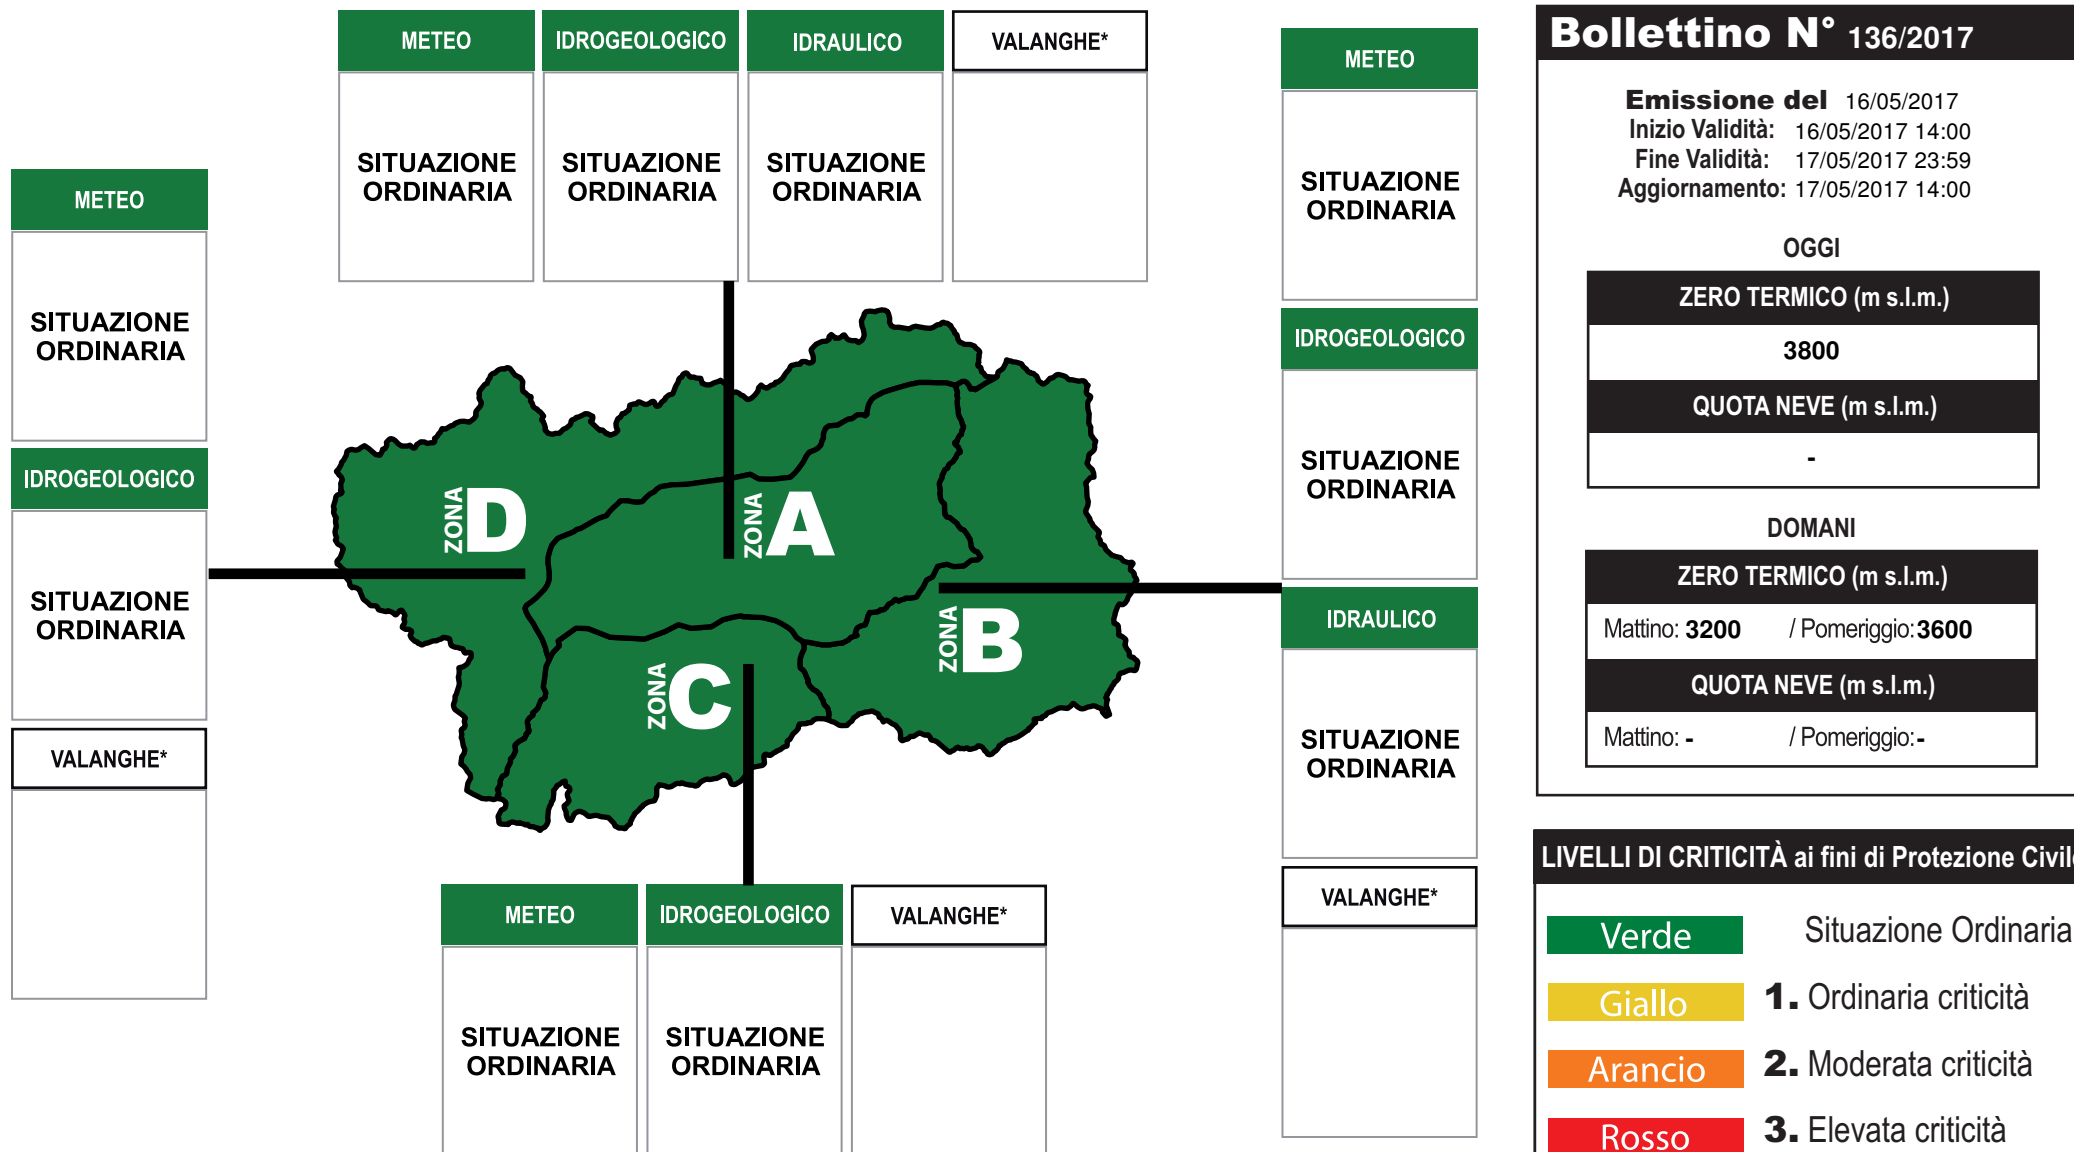 METEO
IDROGEOLOGICO
IDRAULICO
VALANGHE*
SITUAZIONE
ORDINARIA
SITUAZIONE
ORDINARIA
SITUAZIONE
ORDINARIA
METEO
SITUAZIONE
ORDINARIA
IDROGEOLOGICO
SITUAZIONE
ORDINARIA
VALANGHE*
ZONA D
ZONA A
ZONA B
ZONA C
METEO
SITUAZIONE
ORDINARIA
IDROGEOLOGICO
SITUAZIONE
ORDINARIA
IDRAULICO
SITUAZIONE
ORDINARIA
VALANGHE*
METEO
IDROGEOLOGICO
VALANGHE*
SITUAZIONE
ORDINARIA
SITUAZIONE
ORDINARIA
Bollettino N° 136/2017
Emissione del 16/05/2017
Inizio Validità: 16/05/2017 14:00
Fine Validità: 17/05/2017 23:59
Aggiornamento: 17/05/2017 14:00
OGGI
ZERO TERMICO (m s.l.m.)
3800
QUOTA NEVE (m s.l.m.)
-
DOMANI
ZERO TERMICO (m s.l.m.)
Mattino: 3200 / Pomeriggio: 3600
QUOTA NEVE (m s.l.m.)
Mattino: - / Pomeriggio: -
LIVELLI DI CRITICITÀ ai fini di Protezione Civile
Verde Situazione Ordinaria
Giallo 1. Ordinaria criticità
Arancio 2. Moderata criticità
Rosso 3. Elevata criticità